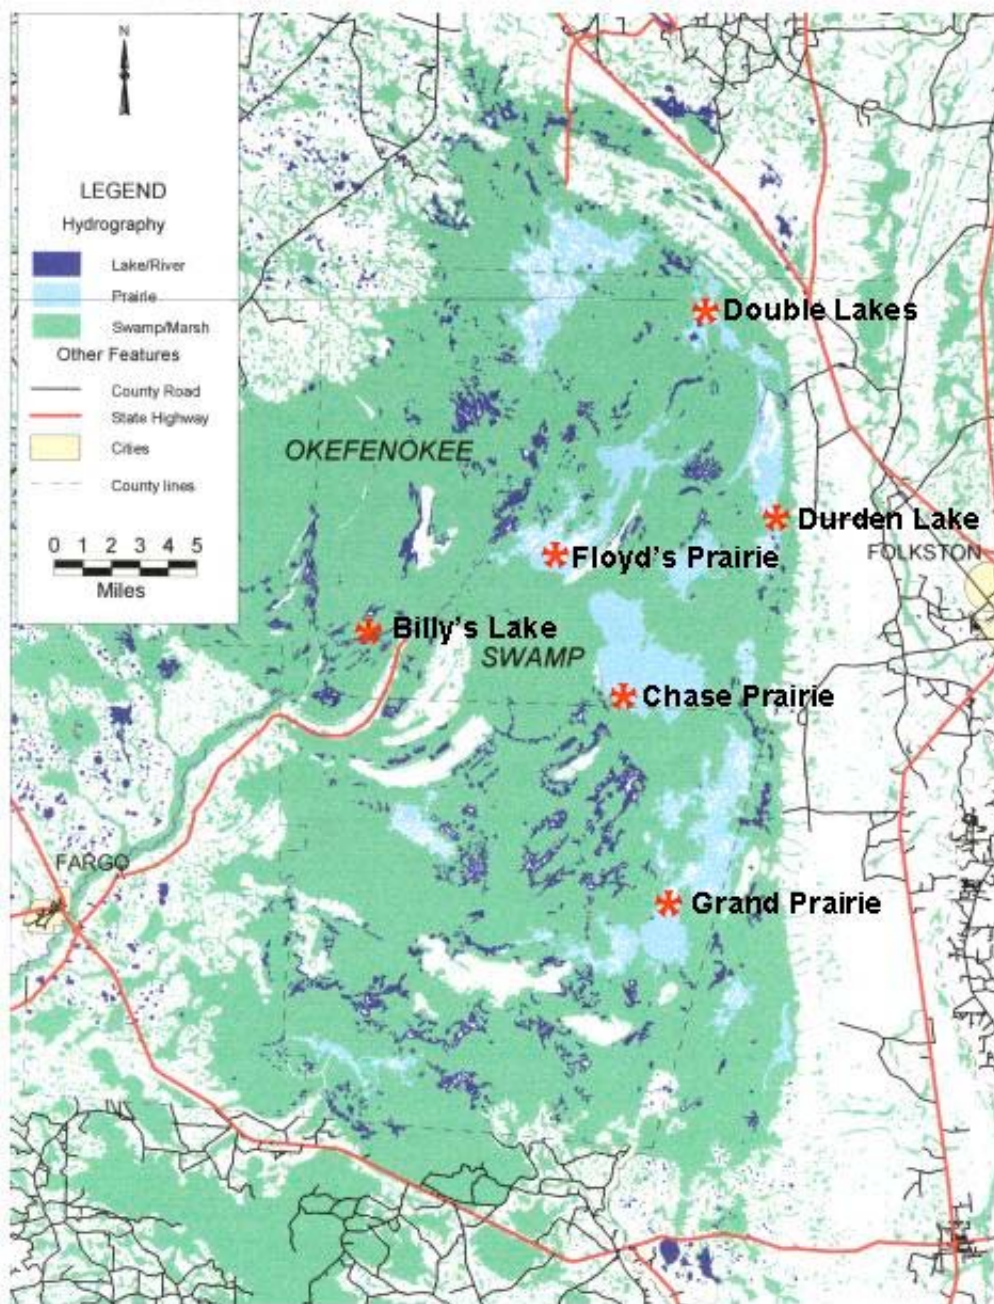 N
LEGEND
Hydrography
Lake/River
Prairie
Swamp/Marsh
Other Features
County Road
State Highway
Cities
County lines
0 1 2 3 4 5
Miles
Double Lakes
OKEFENOKEE
Durden Lake
FOLKSTON
Floyd's Prairie
Billy's Lake
SWAMP
Chase Prairie
FARGO
Grand Prairie